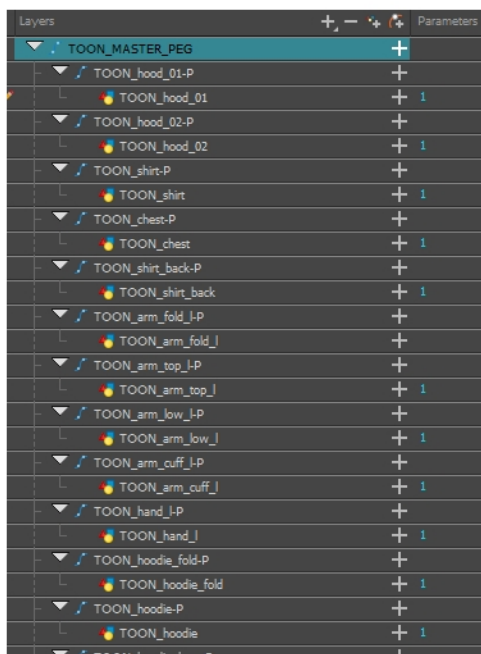 Layers Parameters
TOON_MASTER_PEG
TOON_hood_01-P
TOON_hood_01 1
TOON_hood_02-P
TOON_hood_02 1
TOON_shirt-P
TOON_shirt 1
TOON_chest-P
TOON_chest 1
TOON_shirt_back-P
TOON_shirt_back 1
TOON_arm_fold_l-P
TOON_arm_fold_l
TOON_arm_top_l-P
TOON_arm_top_l 1
TOON_arm_low_l-P
TOON_arm_low_l 1
TOON_arm_cuff_l-P
TOON_arm_cuff_l 1
TOON_hand_l-P
TOON_hand_l 1
TOON_hoodie_fold-P
TOON_hoodie_fold 1
TOON_hoodie-P
TOON_hoodie 1